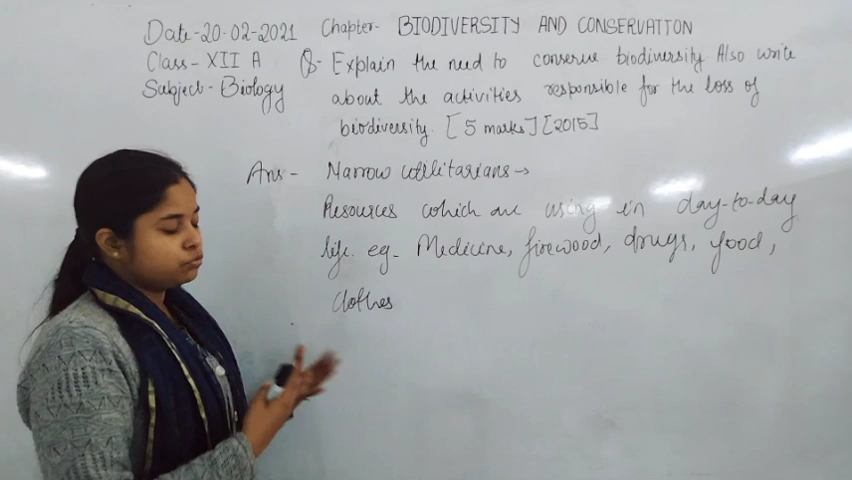 Date-20-02-2021 Chapter- BIODIVERSITY AND CONSERVATION
Class- XII A Q- Explain the need to conserve biodiversity Also write
Subject- Biology about the activities responsible for the loss of
biodiversity. [5 marks] [2015]
Ans- Narrow utilitarians→
Resources which are using in day-to-day
life. eg- Medicine, firewood, drugs, food,
Clothes